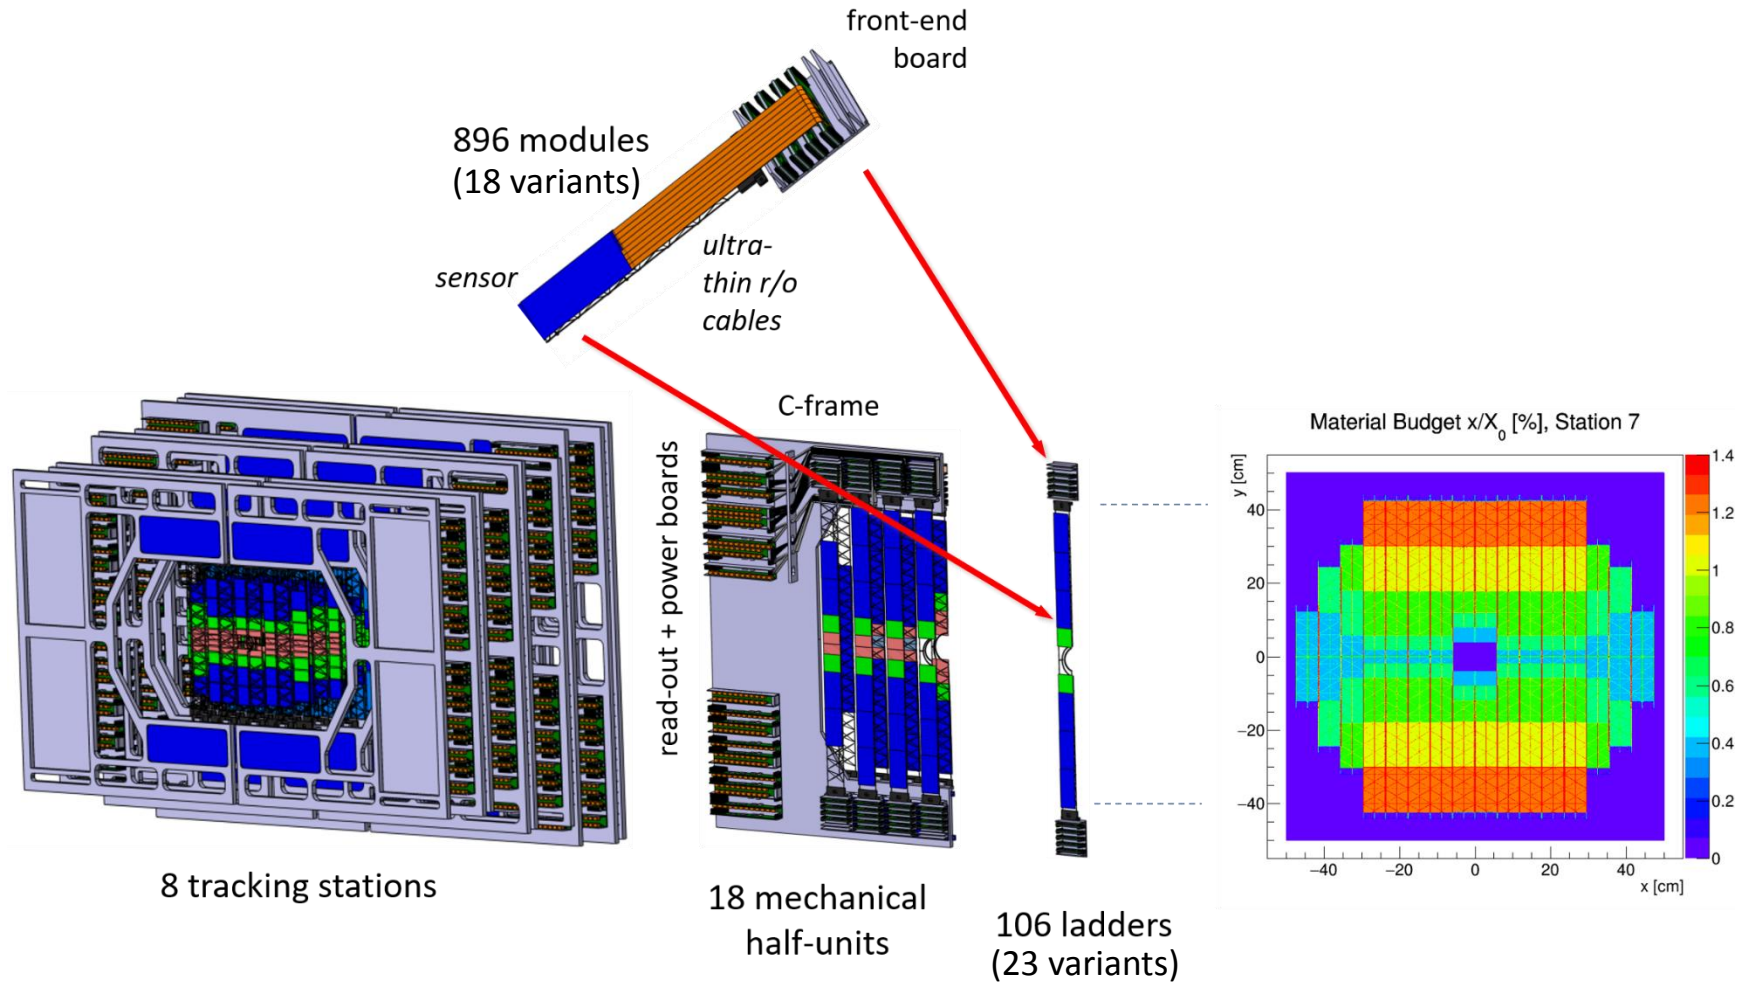 front-end
board
896 modules
(18 variants)
sensor
ultra-
thin r/o
cables
C-frame
read-out + power boards
8 tracking stations
18 mechanical
half-units
106 ladders
(23 variants)
Material Budget x/X0 [%], Station 7
y [cm]
40
20
0
−20
−40
−40
−20
0
20
40
x [cm]
1.4
1.2
1
0.8
0.6
0.4
0.2
0